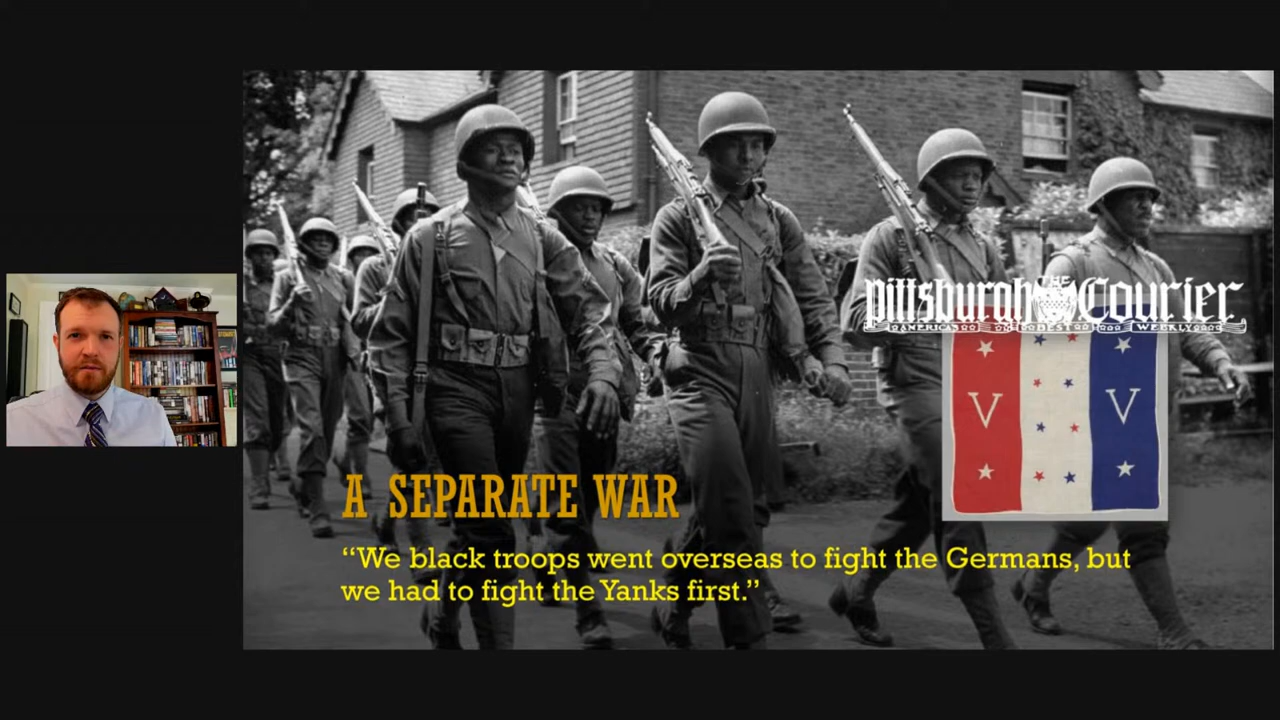 THE
Pittsburgh Courier
AMERICA'S BEST WEEKLY
V V
A SEPARATE WAR
“We black troops went overseas to fight the Germans, but
we had to fight the Yanks first.”